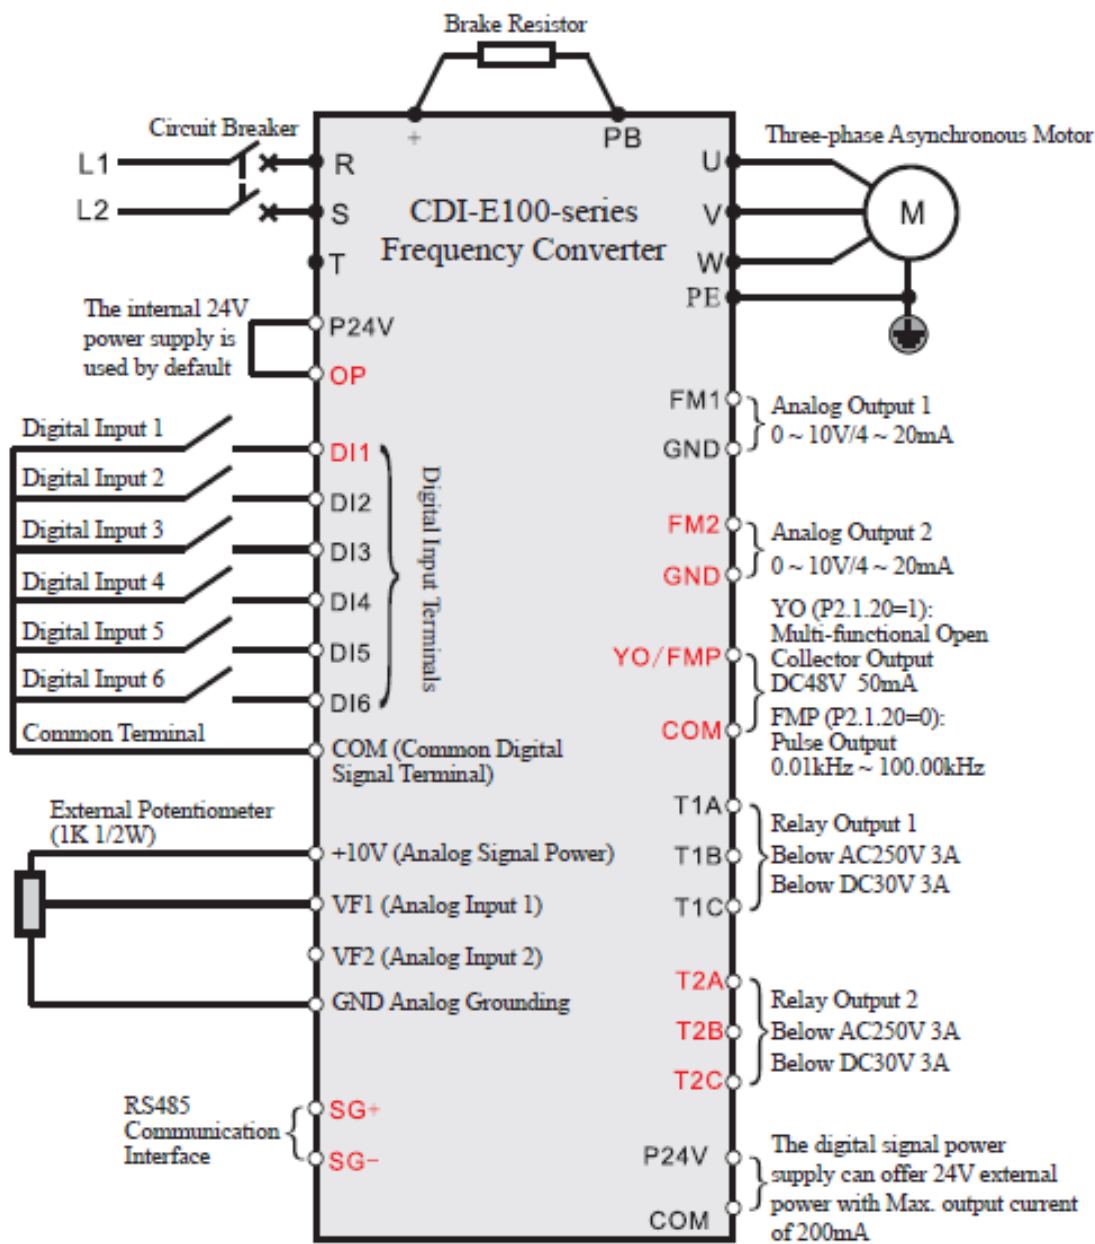 Brake Resistor
+
PB
Circuit Breaker
L1
L2
R
S
T
CDI-E100-series
Frequency Converter
U
V
W
PE
Three-phase Asynchronous Motor
M
The internal 24V
power supply is
used by default
P24V
OP
Digital Input 1
Digital Input 2
Digital Input 3
Digital Input 4
Digital Input 5
Digital Input 6
Common Terminal
DI1
DI2
DI3
DI4
DI5
DI6
Digital Input Terminals
COM (Common Digital
Signal Terminal)
External Potentiometer
(1K 1/2W)
+10V (Analog Signal Power)
VF1 (Analog Input 1)
VF2 (Analog Input 2)
GND Analog Grounding
RS485
Communication
Interface
SG+
SG-
FM1
GND
Analog Output 1
0 ~ 10V/4 ~ 20mA
FM2
GND
Analog Output 2
0 ~ 10V/4 ~ 20mA
YO/FMP
COM
YO (P2.1.20=1):
Multi-functional Open
Collector Output
DC48V 50mA
FMP (P2.1.20=0):
Pulse Output
0.01kHz ~ 100.00kHz
T1A
T1B
T1C
Relay Output 1
Below AC250V 3A
Below DC30V 3A
T2A
T2B
T2C
Relay Output 2
Below AC250V 3A
Below DC30V 3A
P24V
COM
The digital signal power
supply can offer 24V external
power with Max. output current
of 200mA